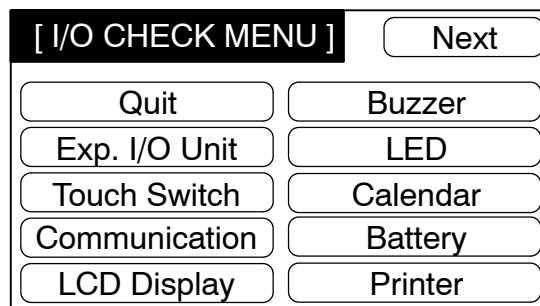 [ I/O CHECK MENU ] Next
Quit Buzzer
Exp. I/O Unit LED
Touch Switch Calendar
Communication Battery
LCD Display Printer